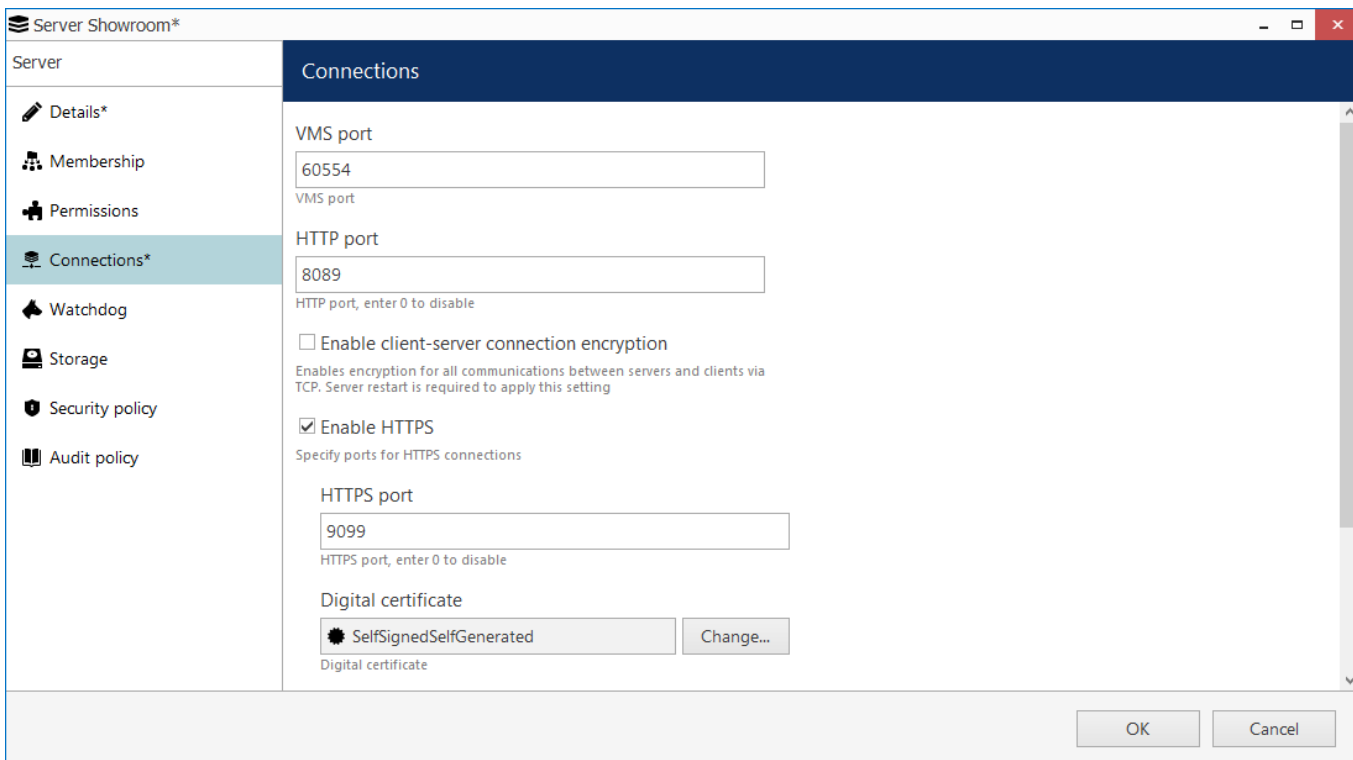 Server Showroom*
Server
Details*
Membership
Permissions
Connections*
Watchdog
Storage
Security policy
Audit policy
Connections
VMS port
60554
VMS port
HTTP port
8089
HTTP port, enter 0 to disable
Enable client-server connection encryption
Enables encryption for all communications between servers and clients via
TCP. Server restart is required to apply this setting
Enable HTTPS
Specify ports for HTTPS connections
HTTPS port
9099
HTTPS port, enter 0 to disable
Digital certificate
SelfSignedSelfGenerated
Change...
Digital certificate
OK
Cancel